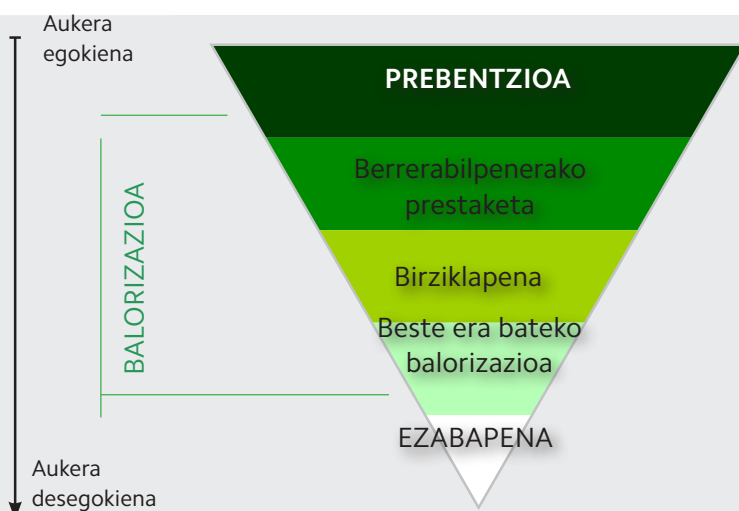 Aukera
egokiena
PREBENTZIOA
Berrerabilpenerako
prestaketa
BALORIZAZIOA
Birziklapena
Beste era bateko
balorizazioa
EZABAPENA
Aukera
desegokiena